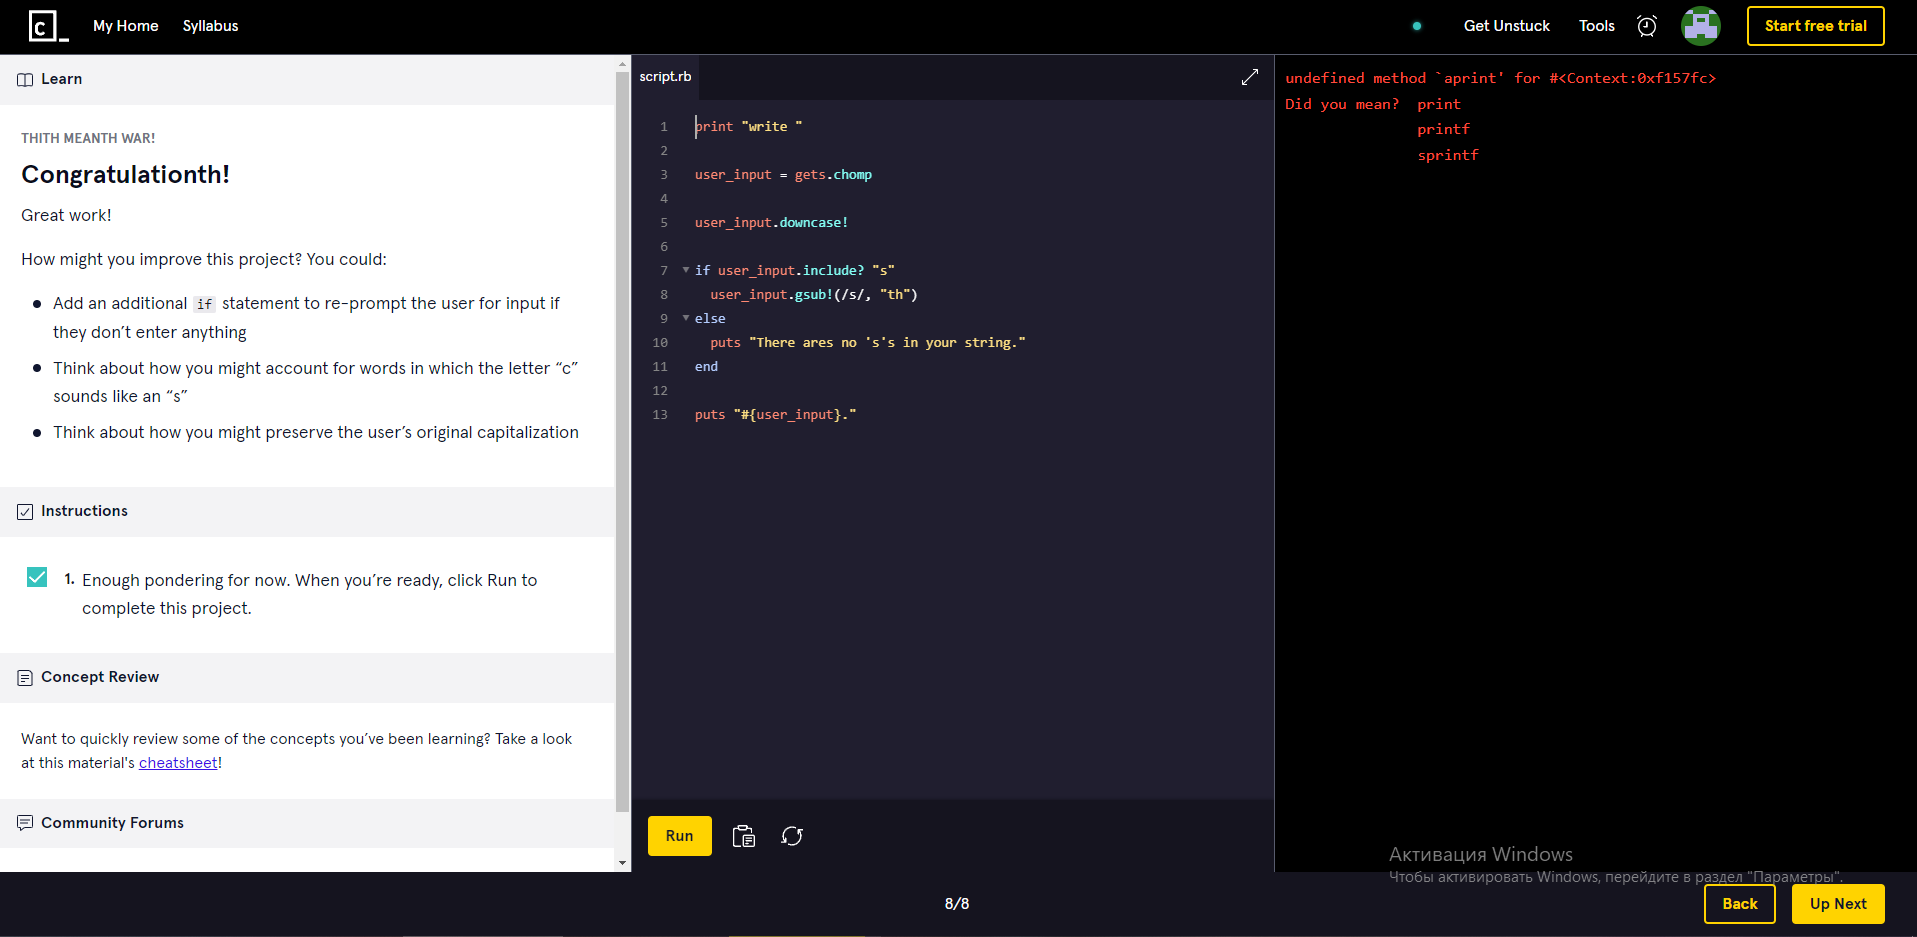 My Home
Syllabus
Get Unstuck
Tools
Start free trial
Learn
THITH MEANTH WAR!
Congratulationth!
Great work!
How might you improve this project? You could:
Add an additional if statement to re-prompt the user for input if
they don’t enter anything
Think about how you might account for words in which the letter “c”
sounds like an “s”
Think about how you might preserve the user’s original capitalization
Instructions
1. Enough pondering for now. When you’re ready, click Run to
complete this project.
Concept Review
Want to quickly review some of the concepts you’ve been learning? Take a look
at this material's cheatsheet!
Community Forums
script.rb
1 print "write "
2
3 user_input = gets.chomp
4
5 user_input.downcase!
6
7 if user_input.include? "s"
8 user_input.gsub!(/s/, "th")
9 else
10 puts "There ares no 's's in your string."
11 end
12
13 puts "#{user_input}."
Run
undefined method `aprint' for #<Context:0xf157fc>
Did you mean? print
printf
sprintf
Активация Windows
Чтобы активировать Windows, перейдите в раздел "Параметры".
8/8
Back
Up Next